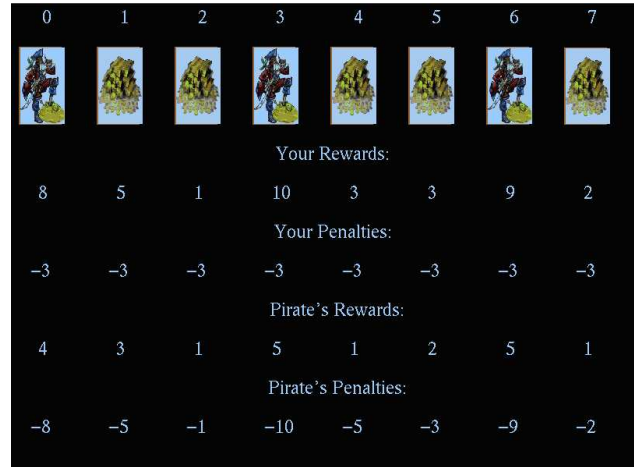 0 1 2 3 4 5 6 7
Your Rewards:
8 5 1 10 3 3 9 2
Your Penalties:
−3 −3 −3 −3 −3 −3 −3 −3
Pirate's Rewards:
4 3 1 5 1 2 5 1
Pirate's Penalties:
−8 −5 −1 −10 −5 −3 −9 −2